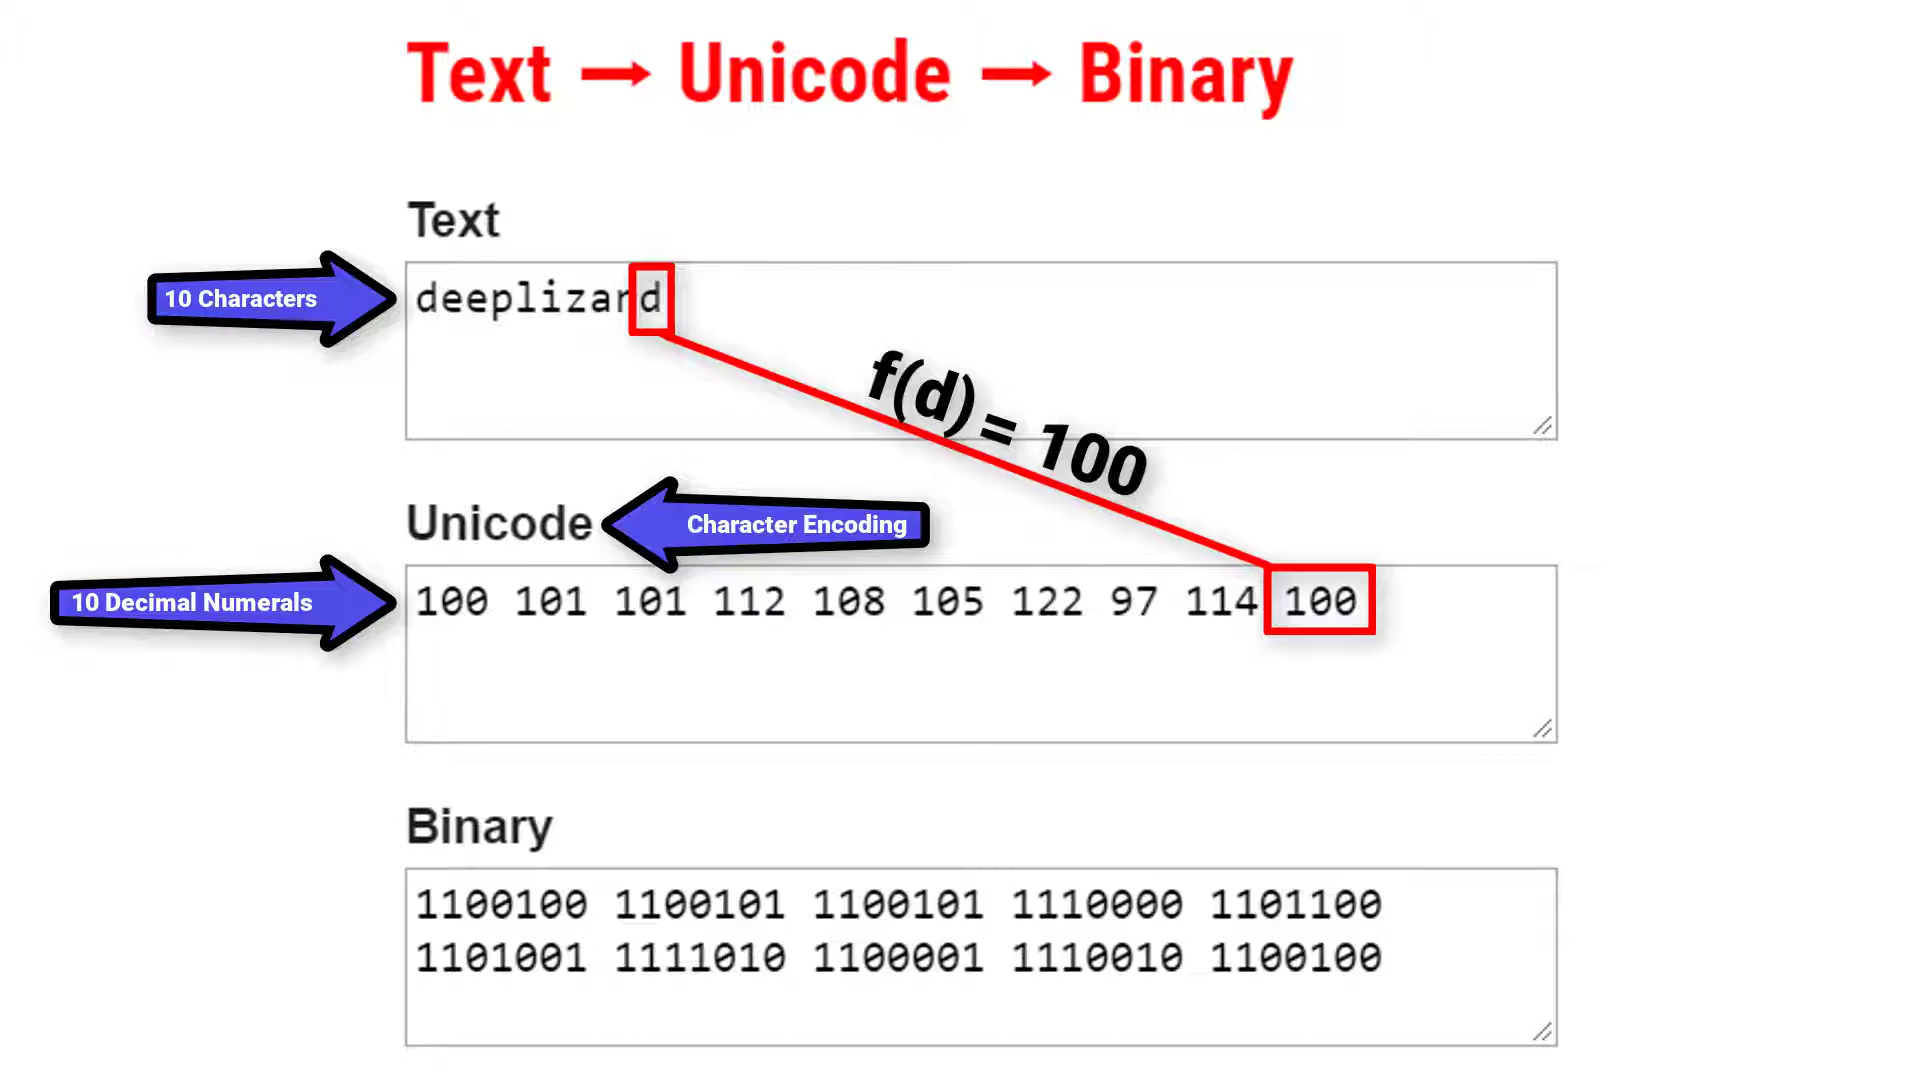 Text → Unicode → Binary
Text
10 Characters
deeplizard
f(d) = 100
Unicode
Character Encoding
10 Decimal Numerals
100 101 101 112 108 105 122 97 114 100
Binary
1100100 1100101 1100101 1110000 1101100
1101001 1111010 1100001 1110010 1100100